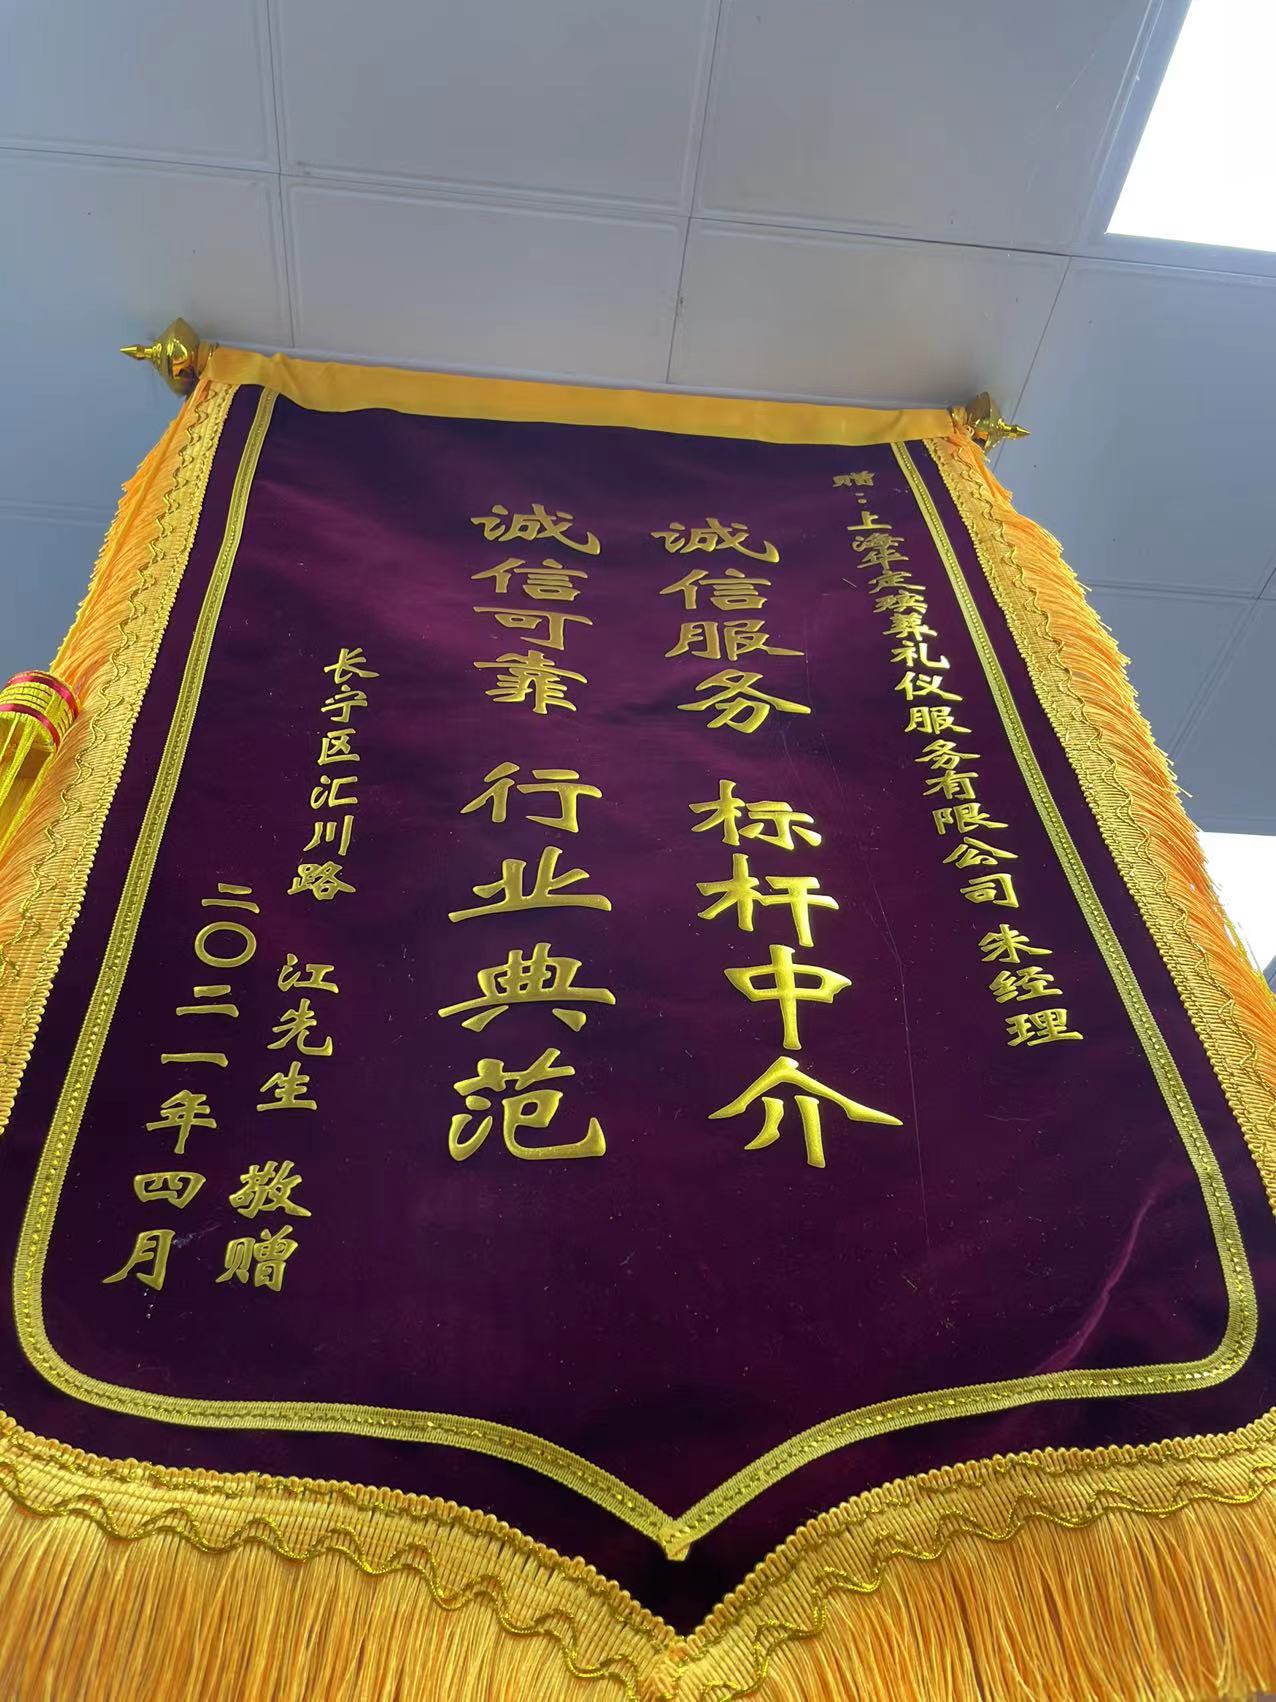 赠：上海华定殡葬礼仪服务有限公司 朱经理
诚信服务 标杆中介
诚信可靠 行业典范
长宁区汇川路 江先生 敬赠
二〇二一年四月